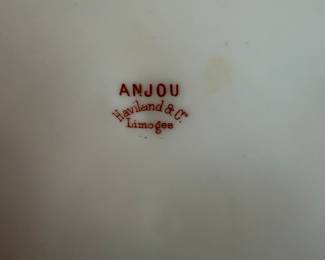 ANJOU
Haviland & Co
Limoges